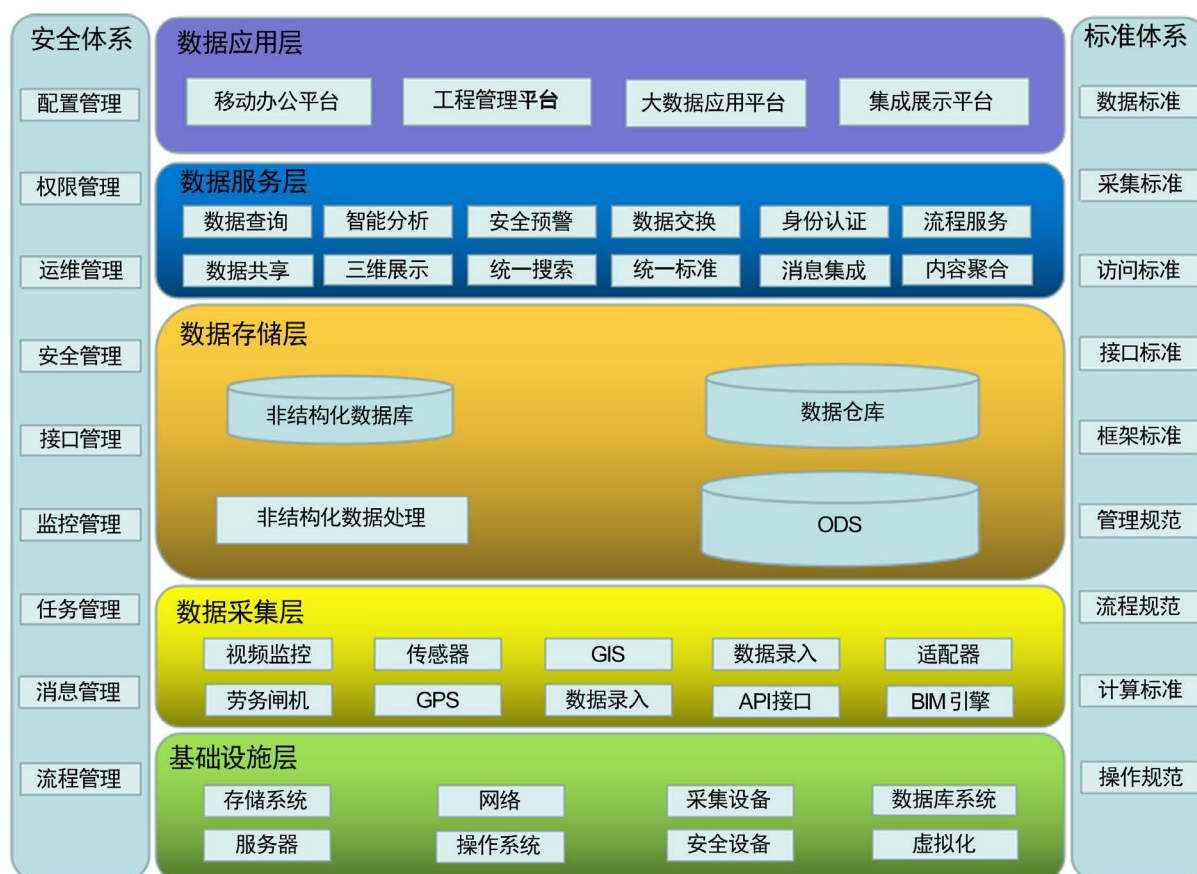 安全体系
配置管理
权限管理
运维管理
安全管理
接口管理
监控管理
任务管理
消息管理
流程管理
数据应用层
移动办公平台 工程管理平台 大数据应用平台 集成展示平台
数据服务层
数据查询 智能分析 安全预警 数据交换 身份认证 流程服务
数据共享 三维展示 统一搜索 统一标准 消息集成 内容聚合
数据存储层
非结构化数据库 数据仓库
非结构化数据处理 ODS
数据采集层
视频监控 传感器 GIS 数据录入 适配器
劳务闸机 GPS 数据录入 API接口 BIM引擎
基础设施层
存储系统 网络 采集设备 数据库系统
服务器 操作系统 安全设备 虚拟化
标准体系
数据标准
采集标准
访问标准
接口标准
框架标准
管理规范
流程规范
计算标准
操作规范